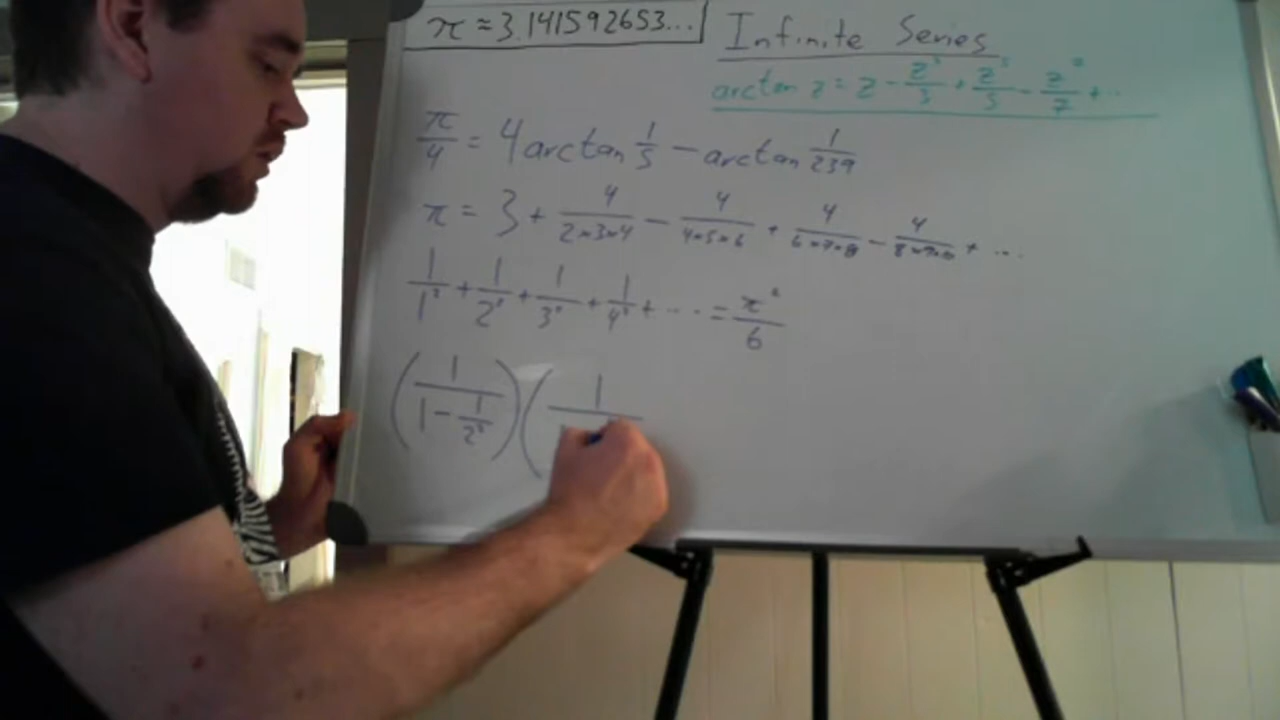 π ≈ 3.141592653...
Infinite Series
arctan z = z - z³/3 + z⁵/5 - z⁷/7 + ...
π/4 = 4 arctan 1/5 - arctan 1/239
π = 3 + 4/(2×3×4) - 4/(4×5×6) + 4/(6×7×8) - 4/(8×9×10) + ...
1/1² + 1/2² + 1/3² + 1/4² + ... = π²/6
(1/(1 - 1/2²)) (1/